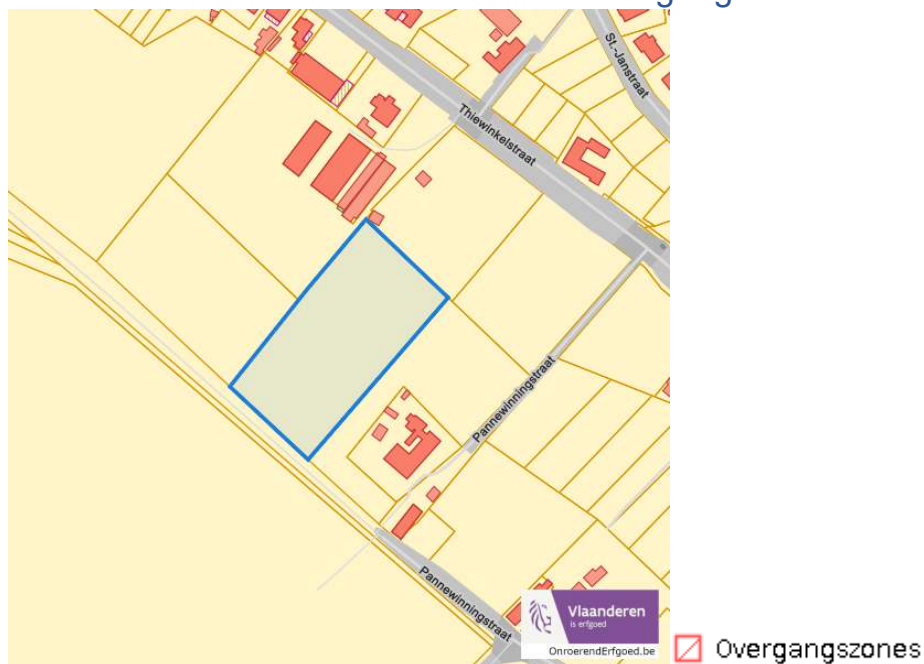 St.-Janstraat
Thiewinkelstraat
Pannewinningstraat
Pannewinningstraat
Vlaanderen
is erfgoed
OnroerendErfgoed.be
Overgangszones